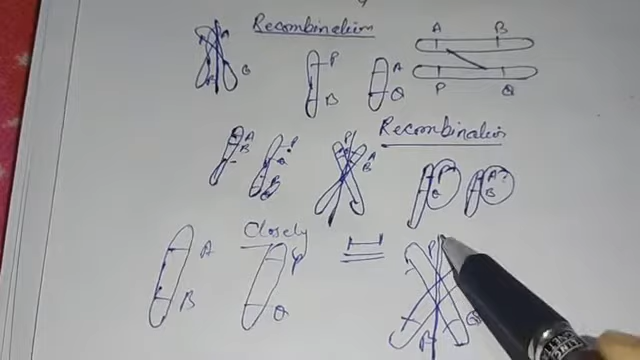 Recombination
A B
A
P A
B Q
B Q
P Q
Recombination
A P P A
B Q B
B
Q
P A
Q B
Closely
A P P
B Q B Q